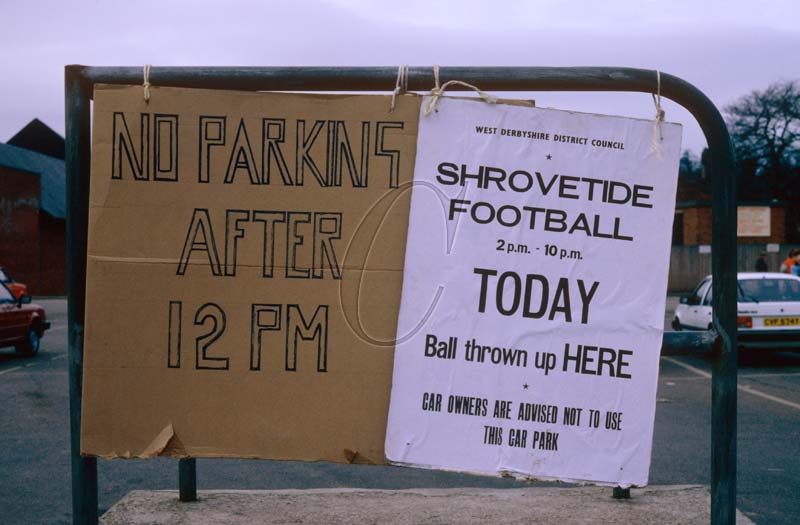 NO PARKING
AFTER
12 PM
WEST DERBYSHIRE DISTRICT COUNCIL
SHROVETIDE
FOOTBALL
2 p.m. - 10 p.m.
TODAY
Ball thrown up HERE
CAR OWNERS ARE ADVISED NOT TO USE
THIS CAR PARK